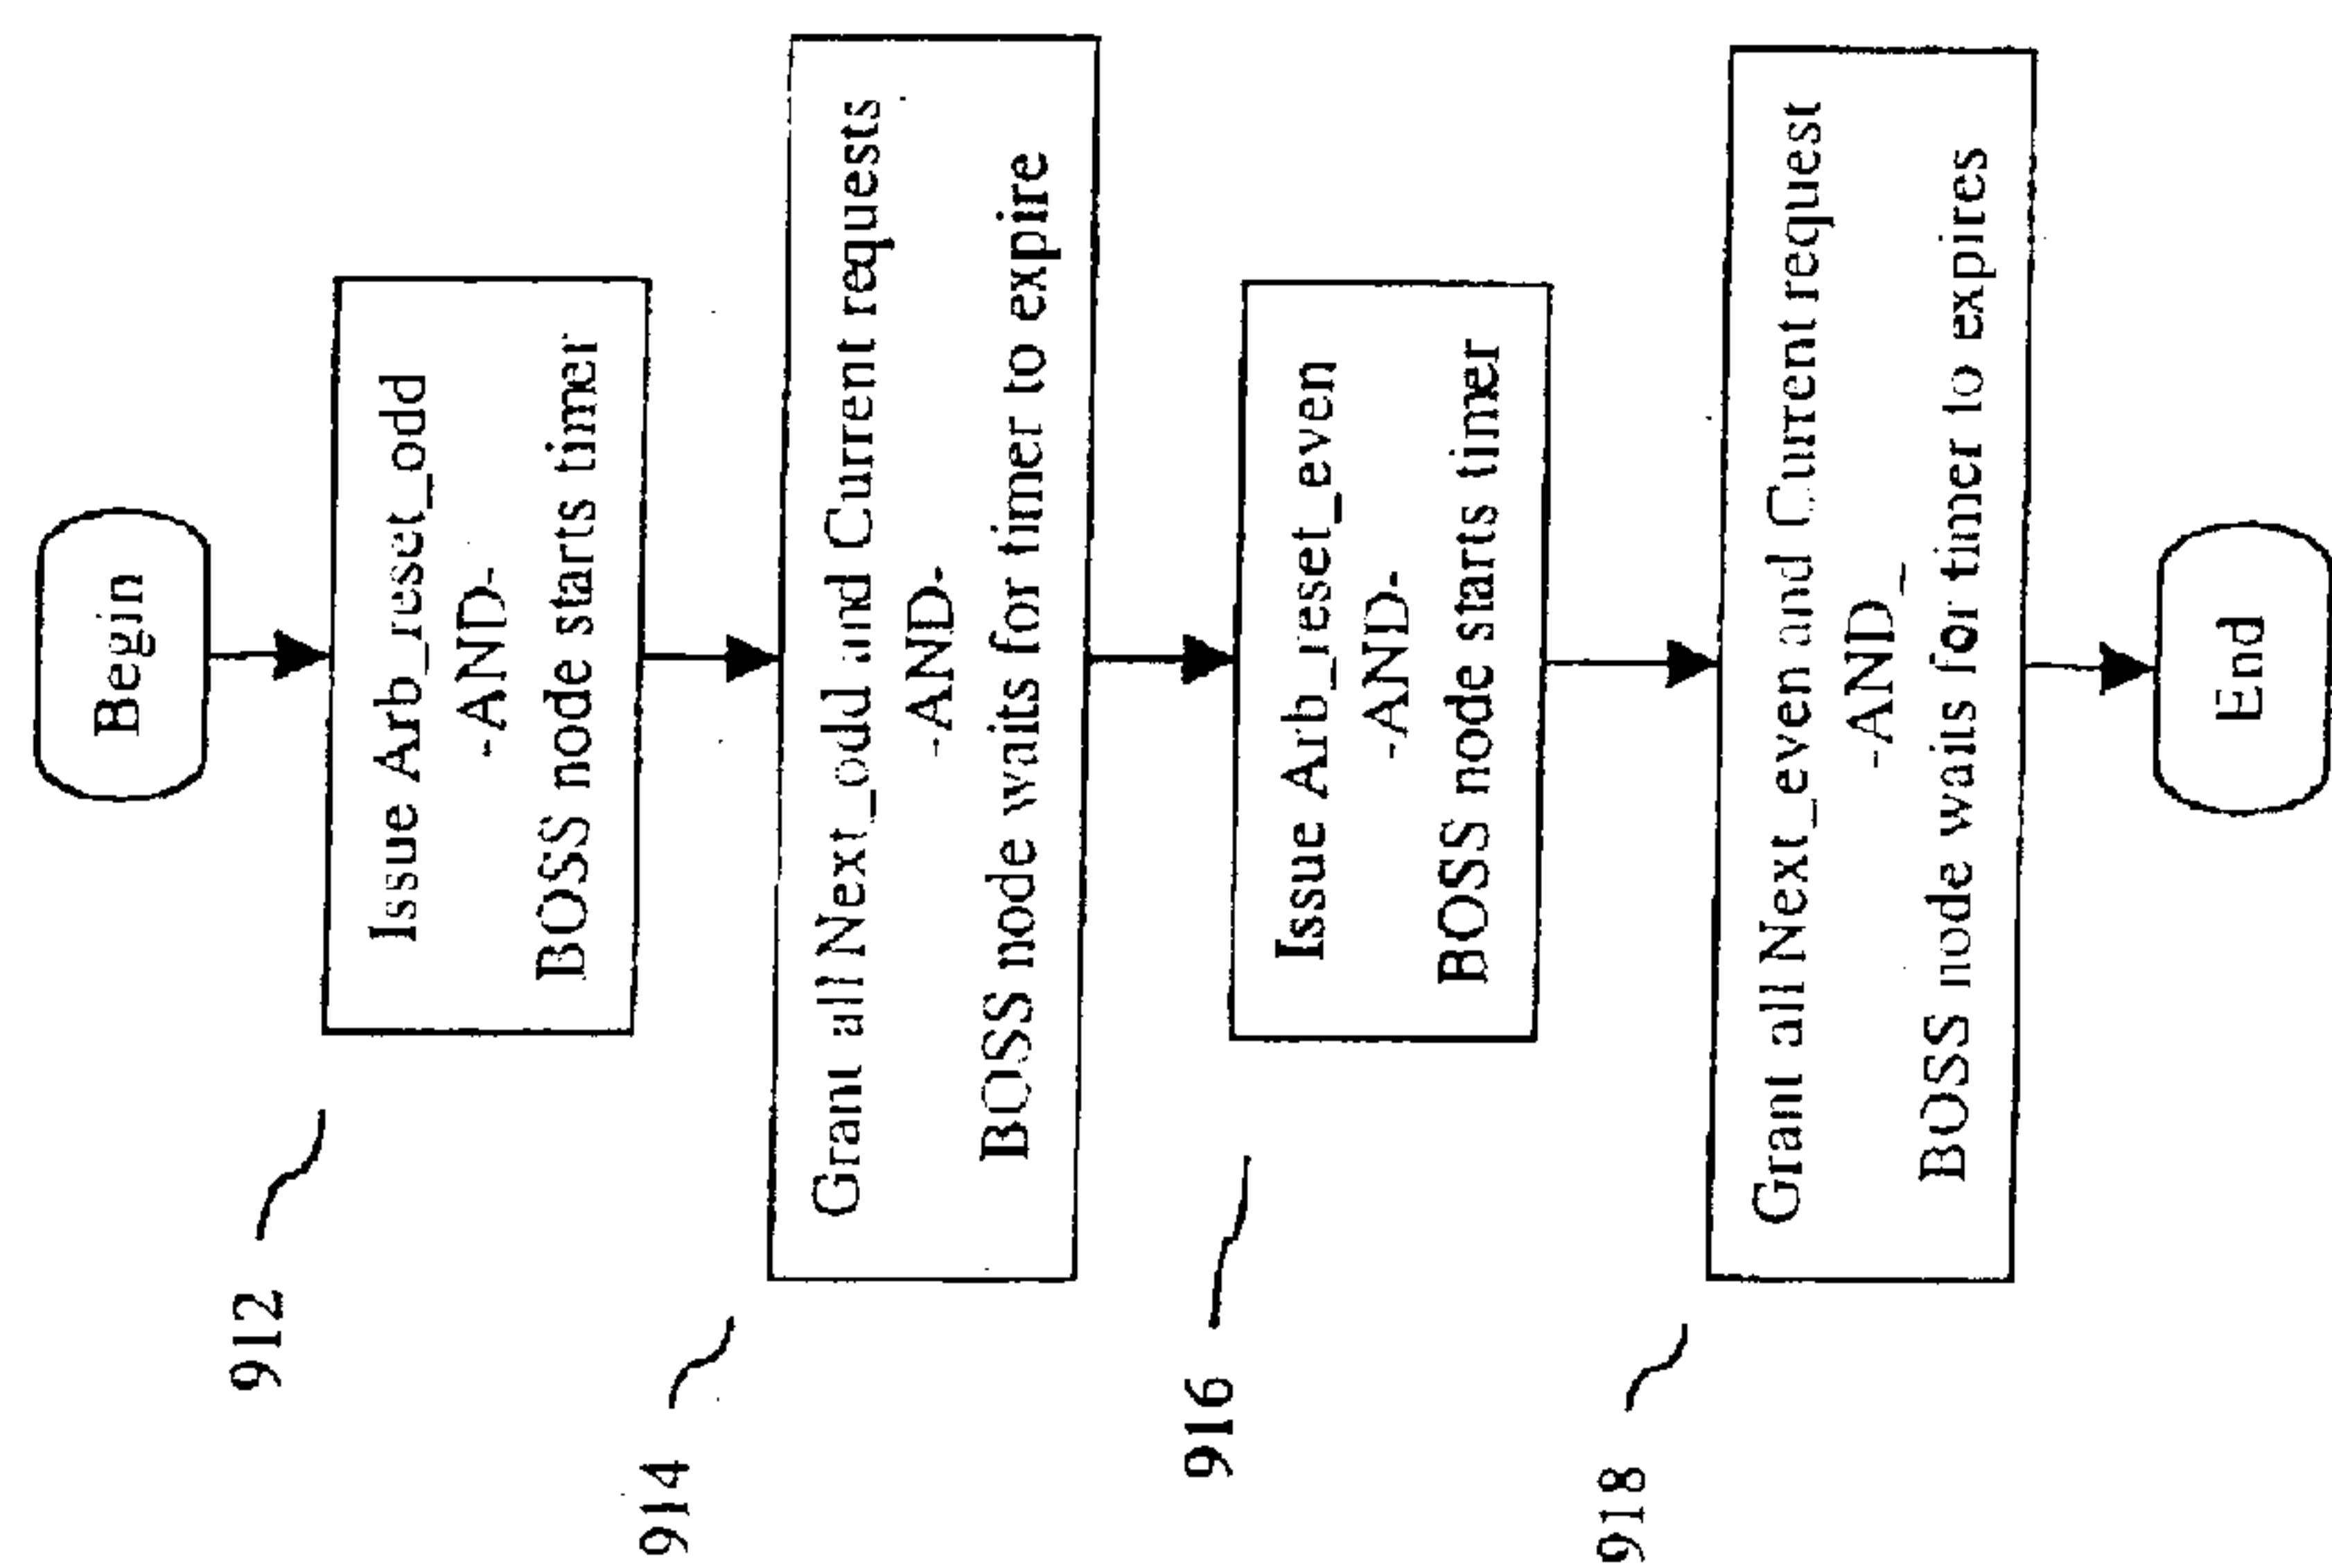 Begin
912
Issue Arb_reset_odd
-AND-
BOSS node starts timer
914
Grant all Next_odd and Current requests
-AND-
BOSS node waits for timer to expire
916
Issue Arb_reset_even
-AND-
BOSS node starts timer
918
Grant all Next_even and Current request
-AND-
BOSS node waits for timer to expires
End